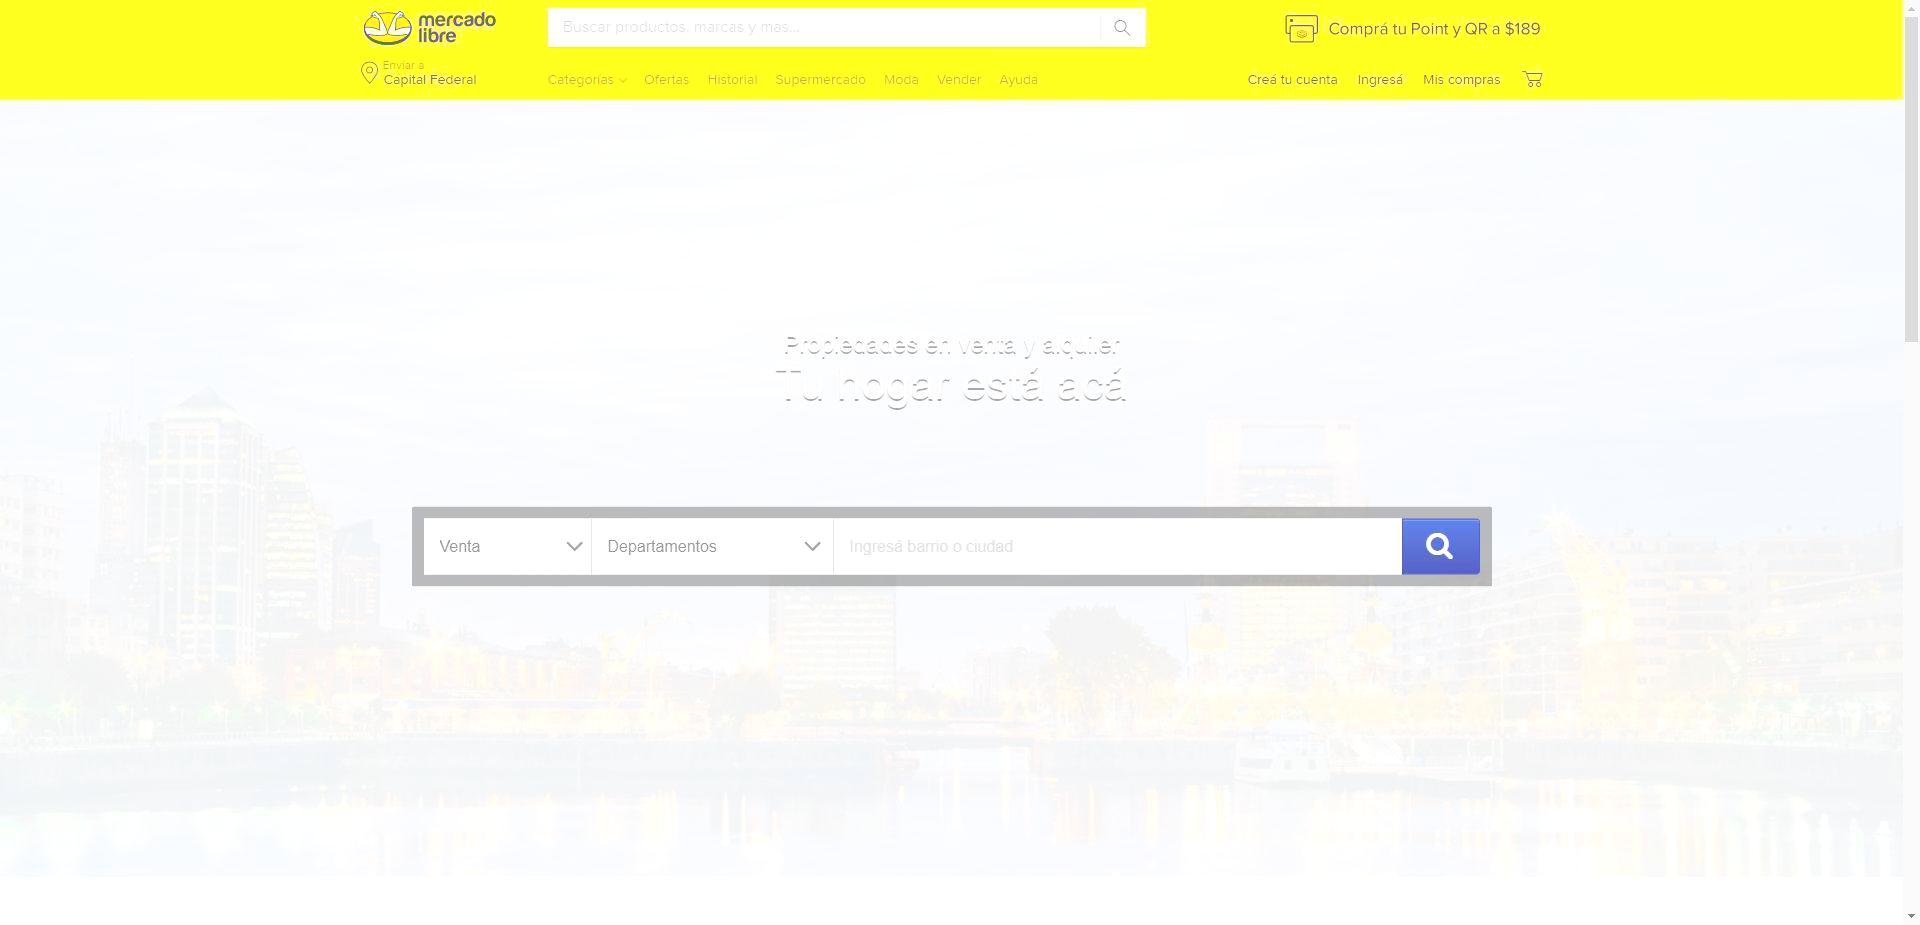 mercado
libre
Buscar productos, marcas y mas...
Comprá tu Point y QR a $189
Enviar a
Capital Federal
Categorías
Ofertas
Historial
Supermercado
Moda
Vender
Ayuda
Creá tu cuenta
Ingresá
Mis compras
Propiedades en venta y alquiler
Tu hogar está acá
Venta
Departamentos
Ingresá barrio o ciudad